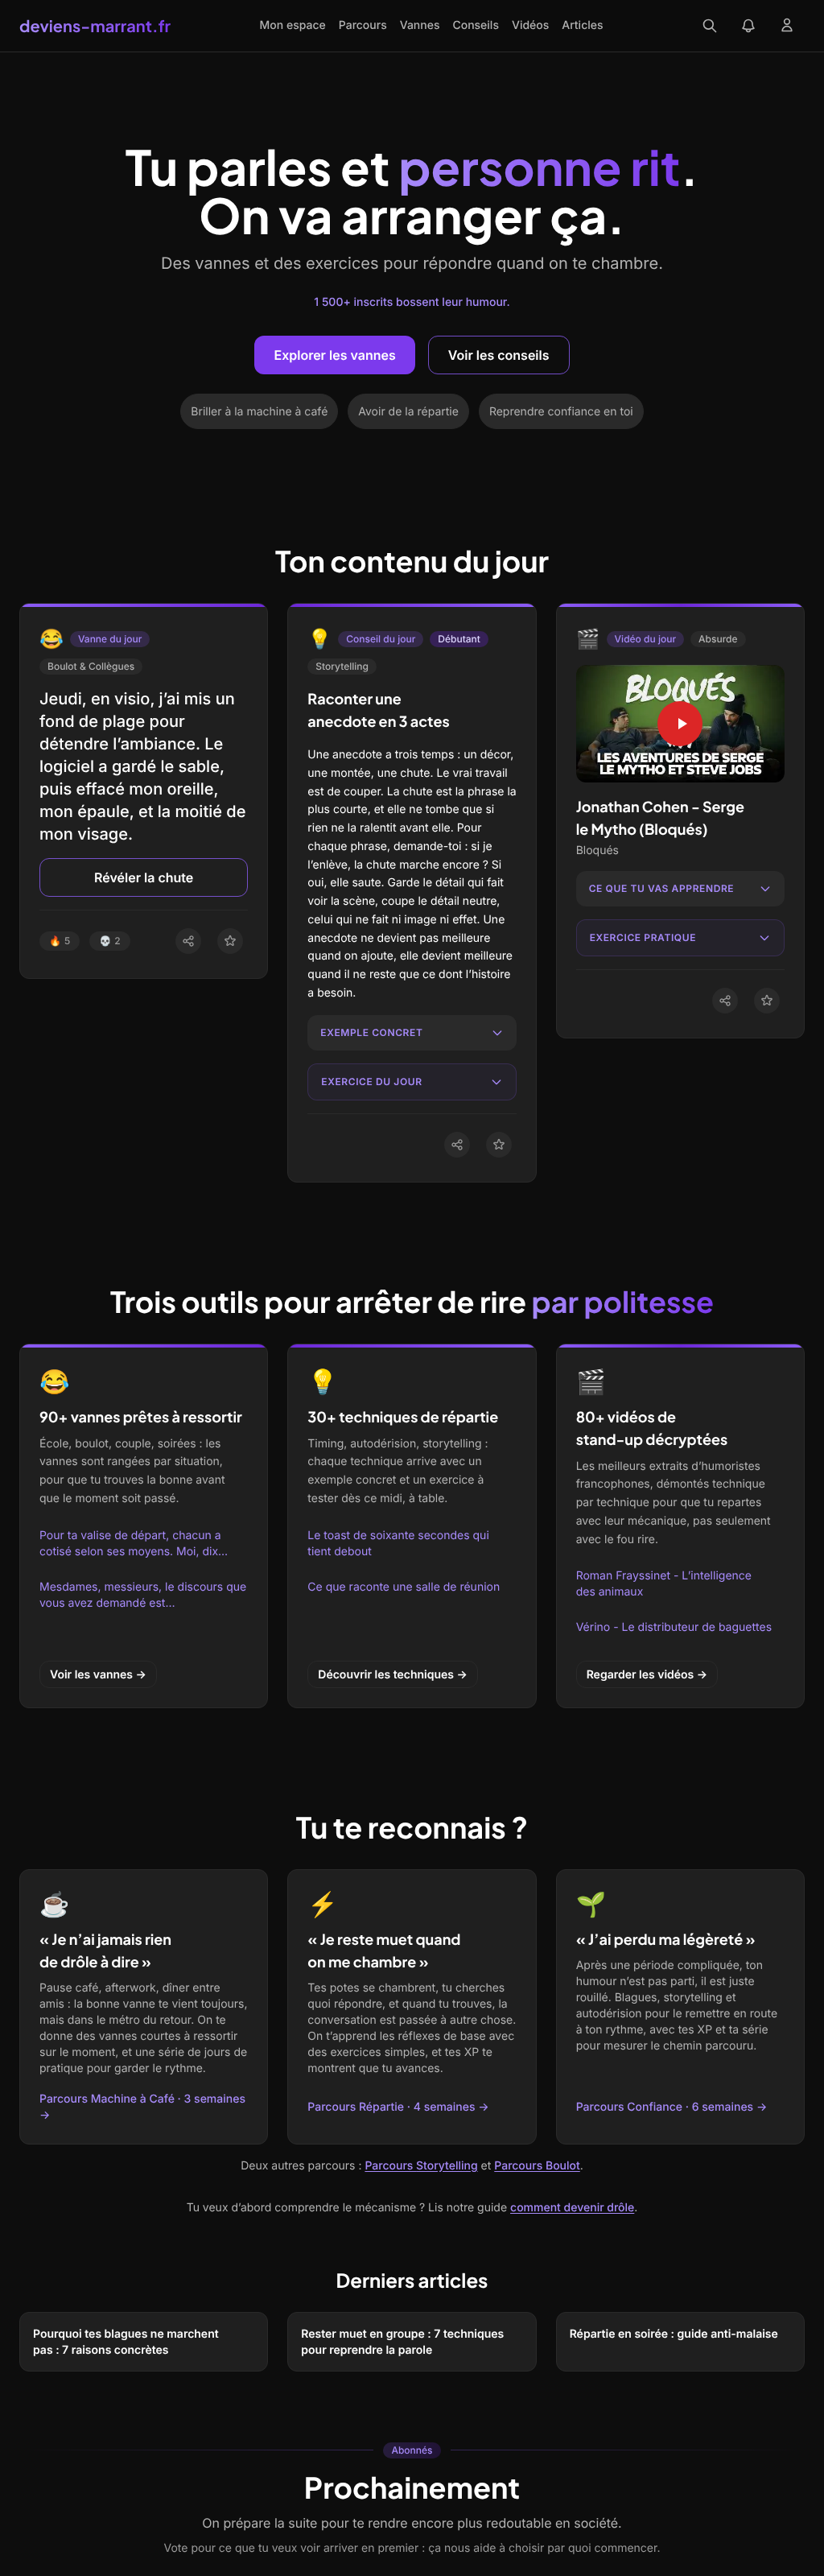 deviens-marrant.fr
Mon espace Parcours Vannes Conseils Vidéos Articles
Tu parles et personne rit.
On va arranger ça.
Des vannes et des exercices pour répondre quand on te chambre.
1 500+ inscrits bossent leur humour.
Explorer les vannes Voir les conseils
Briller à la machine à café Avoir de la répartie Reprendre confiance en toi
Ton contenu du jour
😂 Vanne du jour
Boulot & Collègues
Jeudi, en visio, j’ai mis un
fond de plage pour
détendre l’ambiance. Le
logiciel a gardé le sable,
puis effacé mon oreille,
mon épaule, et la moitié de
mon visage.
Révéler la chute
🔥 5 💀 2
💡 Conseil du jour Débutant
Storytelling
Raconter une
anecdote en 3 actes
Une anecdote a trois temps : un décor,
une montée, une chute. Le vrai travail
est de couper. La chute est la phrase la
plus courte, et elle ne tombe que si
rien ne la ralentit avant elle. Pour
chaque phrase, demande-toi : si je
l’enlève, la chute marche encore ? Si
oui, elle saute. Garde le détail qui fait
voir la scène, coupe le détail neutre,
celui qui ne fait ni image ni effet. Une
anecdote ne devient pas meilleure
quand on ajoute, elle devient meilleure
quand il ne reste que ce dont l’histoire
a besoin.
EXEMPLE CONCRET
EXERCICE DU JOUR
🎬 Vidéo du jour Absurde
BLOQUÉS
LES AVENTURES DE SERGE
LE MYTHO ET STEVE JOBS
Jonathan Cohen - Serge
le Mytho (Bloqués)
Bloqués
CE QUE TU VAS APPRENDRE
EXERCICE PRATIQUE
Trois outils pour arrêter de rire par politesse
😂
90+ vannes prêtes à ressortir
École, boulot, couple, soirées : les
vannes sont rangées par situation,
pour que tu trouves la bonne avant
que le moment soit passé.
Pour ta valise de départ, chacun a
cotisé selon ses moyens. Moi, dix...
Mesdames, messieurs, le discours que
vous avez demandé est...
Voir les vannes →
💡
30+ techniques de répartie
Timing, autodérision, storytelling :
chaque technique arrive avec un
exemple concret et un exercice à
tester dès ce midi, à table.
Le toast de soixante secondes qui
tient debout
Ce que raconte une salle de réunion
Découvrir les techniques →
🎬
80+ vidéos de
stand-up décryptées
Les meilleurs extraits d’humoristes
francophones, démontés technique
par technique pour que tu repartes
avec leur mécanique, pas seulement
avec le fou rire.
Roman Frayssinet - L’intelligence
des animaux
Vérino - Le distributeur de baguettes
Regarder les vidéos →
Tu te reconnais ?
☕
« Je n’ai jamais rien
de drôle à dire »
Pause café, afterwork, dîner entre
amis : la bonne vanne te vient toujours,
mais dans le métro du retour. On te
donne des vannes courtes à ressortir
sur le moment, et une série de jours de
pratique pour garder le rythme.
Parcours Machine à Café · 3 semaines
→
⚡
« Je reste muet quand
on me chambre »
Tes potes se chambrent, tu cherches
quoi répondre, et quand tu trouves, la
conversation est passée à autre chose.
On t’apprend les réflexes de base avec
des exercices simples, et tes XP te
montrent que tu avances.
Parcours Répartie · 4 semaines →
🌱
« J’ai perdu ma légèreté »
Après une période compliquée, ton
humour n’est pas parti, il est juste
rouillé. Blagues, storytelling et
autodérision pour le remettre en route
à ton rythme, avec tes XP et ta série
pour mesurer le chemin parcouru.
Parcours Confiance · 6 semaines →
Deux autres parcours : Parcours Storytelling et Parcours Boulot.
Tu veux d’abord comprendre le mécanisme ? Lis notre guide comment devenir drôle.
Derniers articles
Pourquoi tes blagues ne marchent
pas : 7 raisons concrètes
Rester muet en groupe : 7 techniques
pour reprendre la parole
Répartie en soirée : guide anti-malaise
Abonnés
Prochainement
On prépare la suite pour te rendre encore plus redoutable en société.
Vote pour ce que tu veux voir arriver en premier : ça nous aide à choisir par quoi commencer.